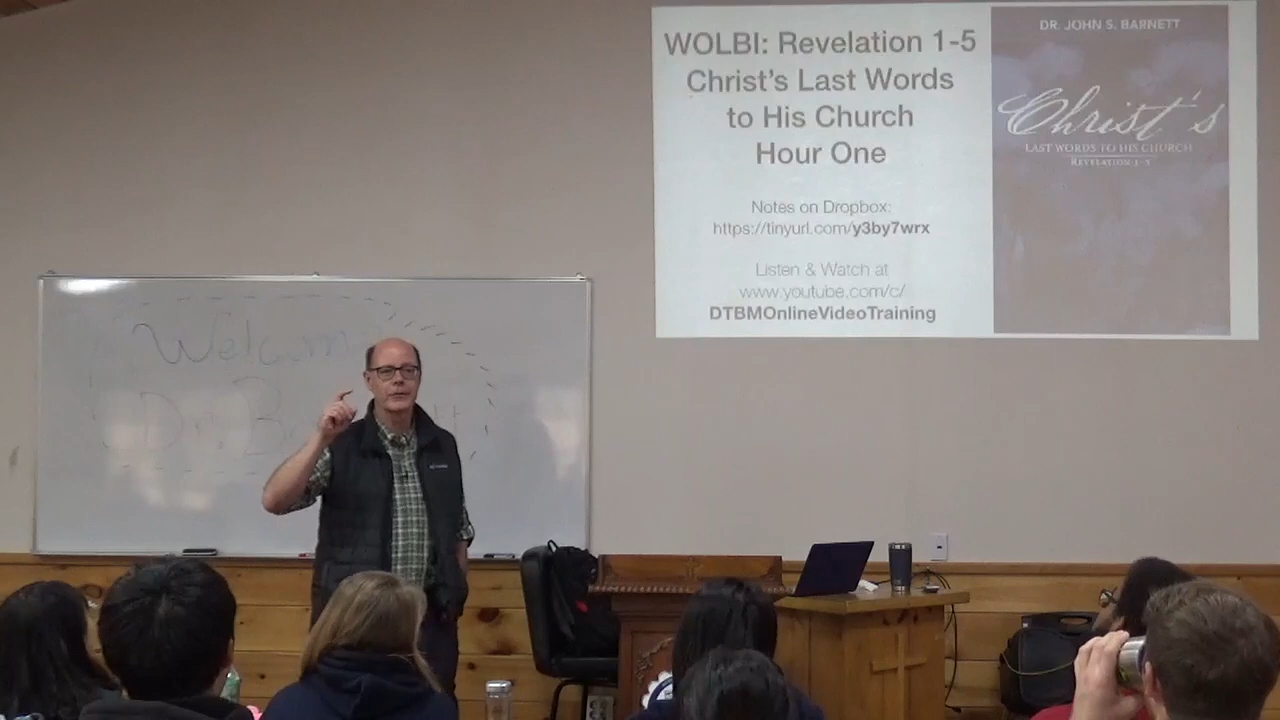 WOLBI: Revelation 1-5
Christ's Last Words
to His Church
Hour One
Notes on Dropbox:
https://tinyurl.com/y3by7wrx
Listen & Watch at
www.youtube.com/c/
DTBMOnlineVideoTraining
DR. JOHN S. BARNETT
Christ's
LAST WORDS TO HIS CHURCH
REVELATION 1-5
Welcome
Dr. B